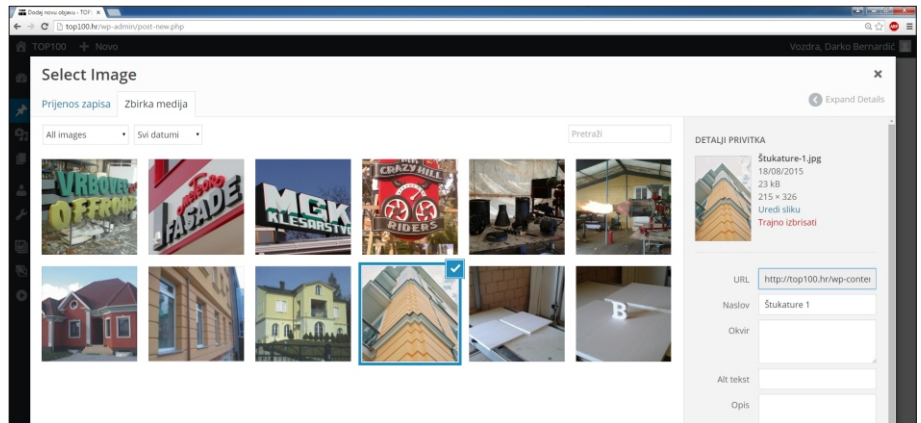 Dodaj novu objavu ‹ TOP
top100.hr/wp-admin/post-new.php
TOP100 + Novo
Vozdra, Darko Bernardić
Select Image
Prijenos zapisa Zbirka medija
Expand Details
All images Svi datumi Pretraži
VRBOVEC
OFFROAD
FASADE
MGK
KLESARSTVO
CRAZY HILL
RIDERS
B
DETALJI PRIVITKA
Štukature-1.jpg
18/08/2015
23 kB
215 × 326
Uredi sliku
Trajno izbrisati
URL http://top100.hr/wp-conter
Naslov Štukature 1
Okvir
Alt tekst
Opis